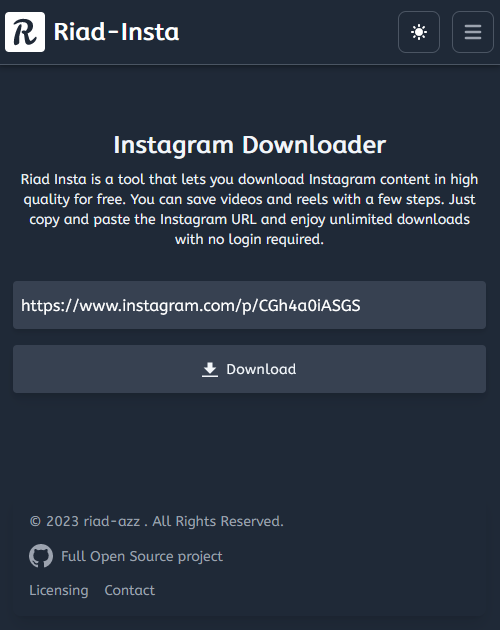 R Riad-Insta
Instagram Downloader
Riad Insta is a tool that lets you download Instagram content in high
quality for free. You can save videos and reels with a few steps. Just
copy and paste the Instagram URL and enjoy unlimited downloads
with no login required.
https://www.instagram.com/p/CGh4a0iASGS
Download
© 2023 riad-azz . All Rights Reserved.
Full Open Source project
Licensing Contact